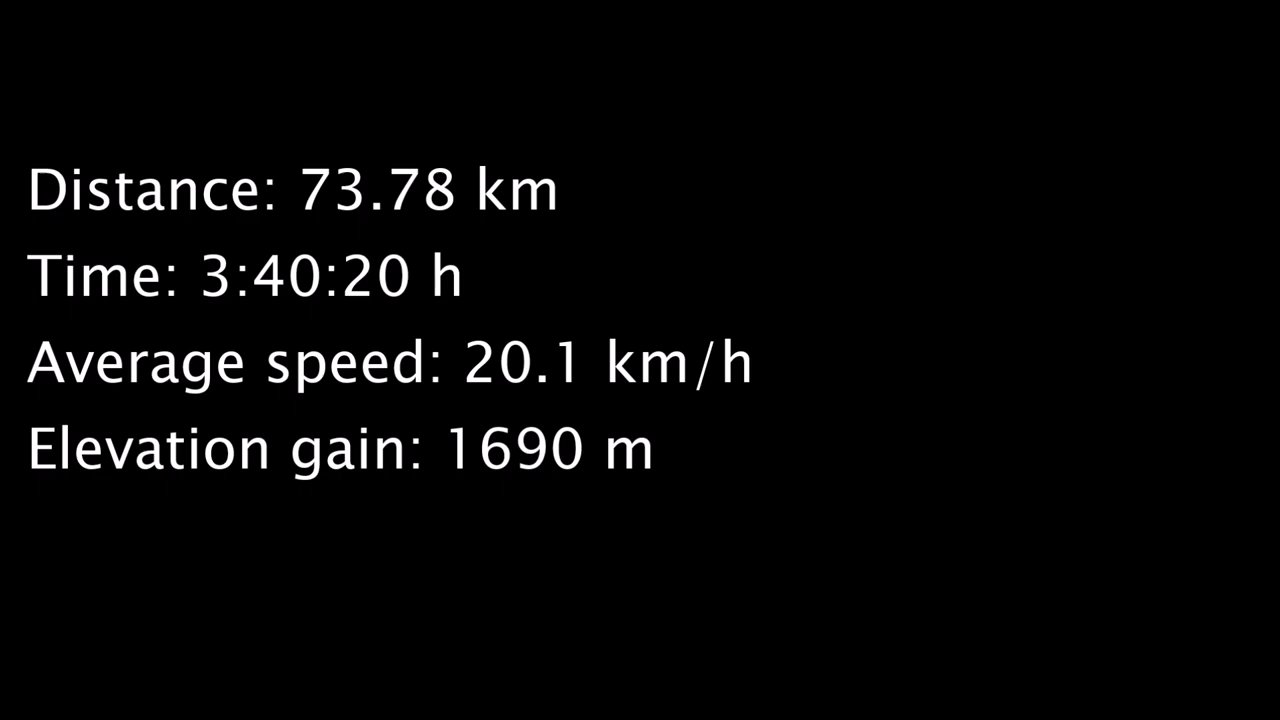 Distance: 73.78 km
Time: 3:40:20 h
Average speed: 20.1 km/h
Elevation gain: 1690 m